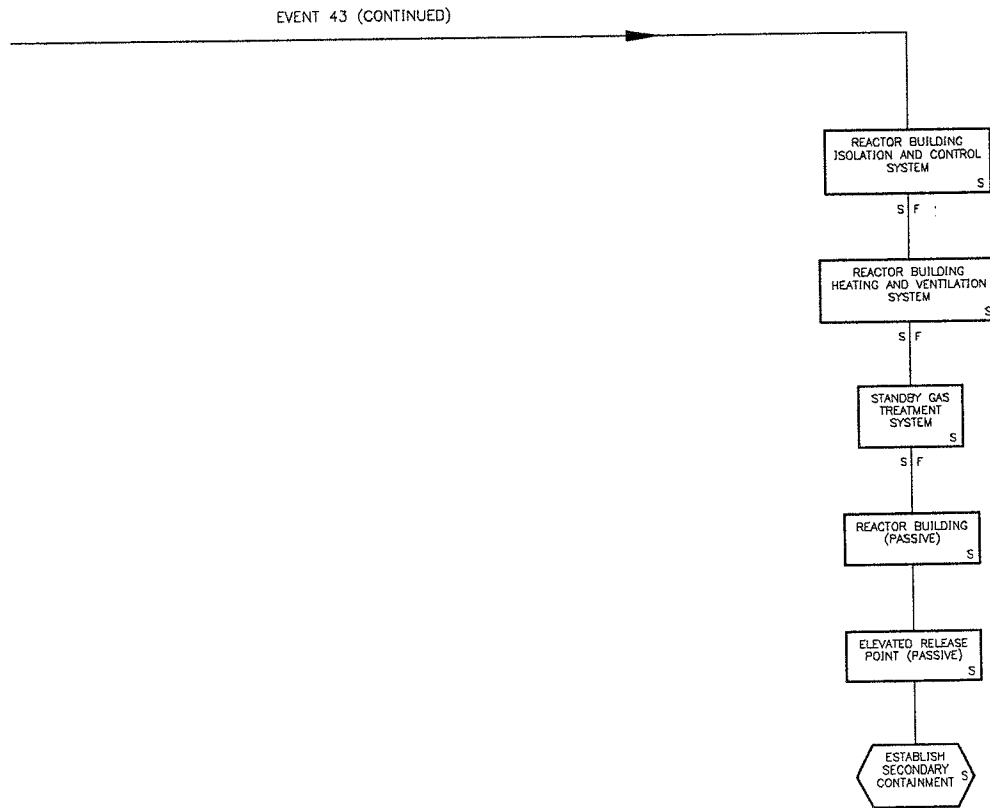 EVENT 43 (CONTINUED)
REACTOR BUILDING
ISOLATION AND CONTROL
SYSTEM
S
S F
REACTOR BUILDING
HEATING AND VENTILATION
SYSTEM
S
S F
STANDBY GAS
TREATMENT
SYSTEM
S
S F
REACTOR BUILDING
(PASSIVE)
S
ELEVATED RELEASE
POINT (PASSIVE)
S
ESTABLISH
SECONDARY
CONTAINMENT
S